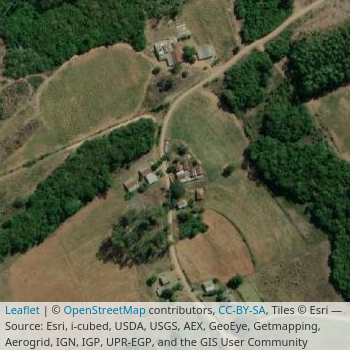 Leaflet | © OpenStreetMap contributors, CC-BY-SA, Tiles © Esri —
Source: Esri, i-cubed, USDA, USGS, AEX, GeoEye, Getmapping,
Aerogrid, IGN, IGP, UPR-EGP, and the GIS User Community